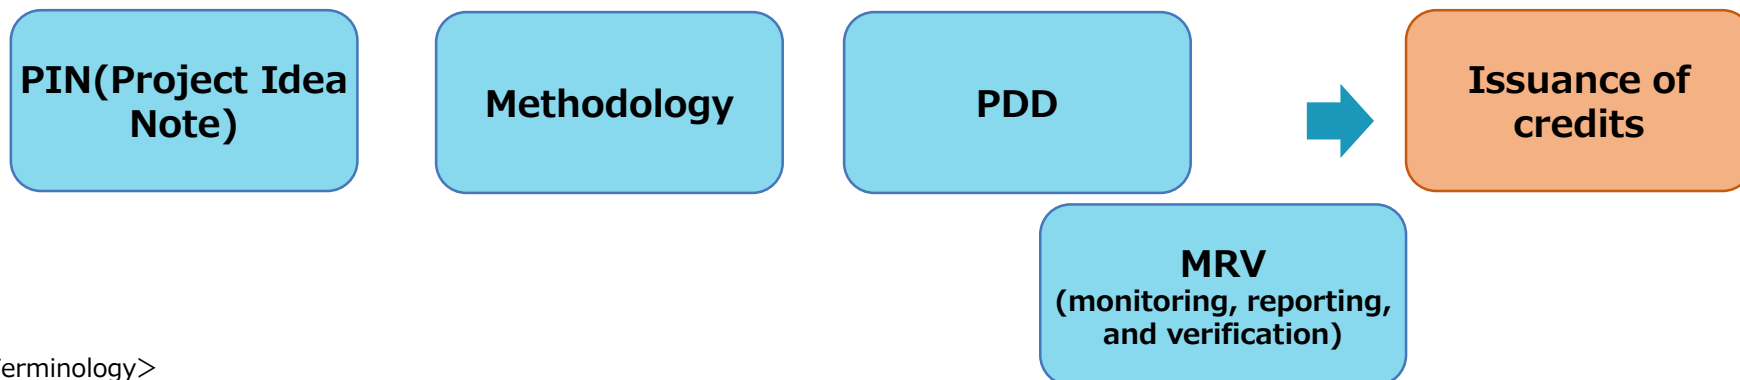 PIN(Project Idea
Note)
Methodology
PDD
Issuance of
credits
MRV
(monitoring, reporting,
and verification)
erminology＞